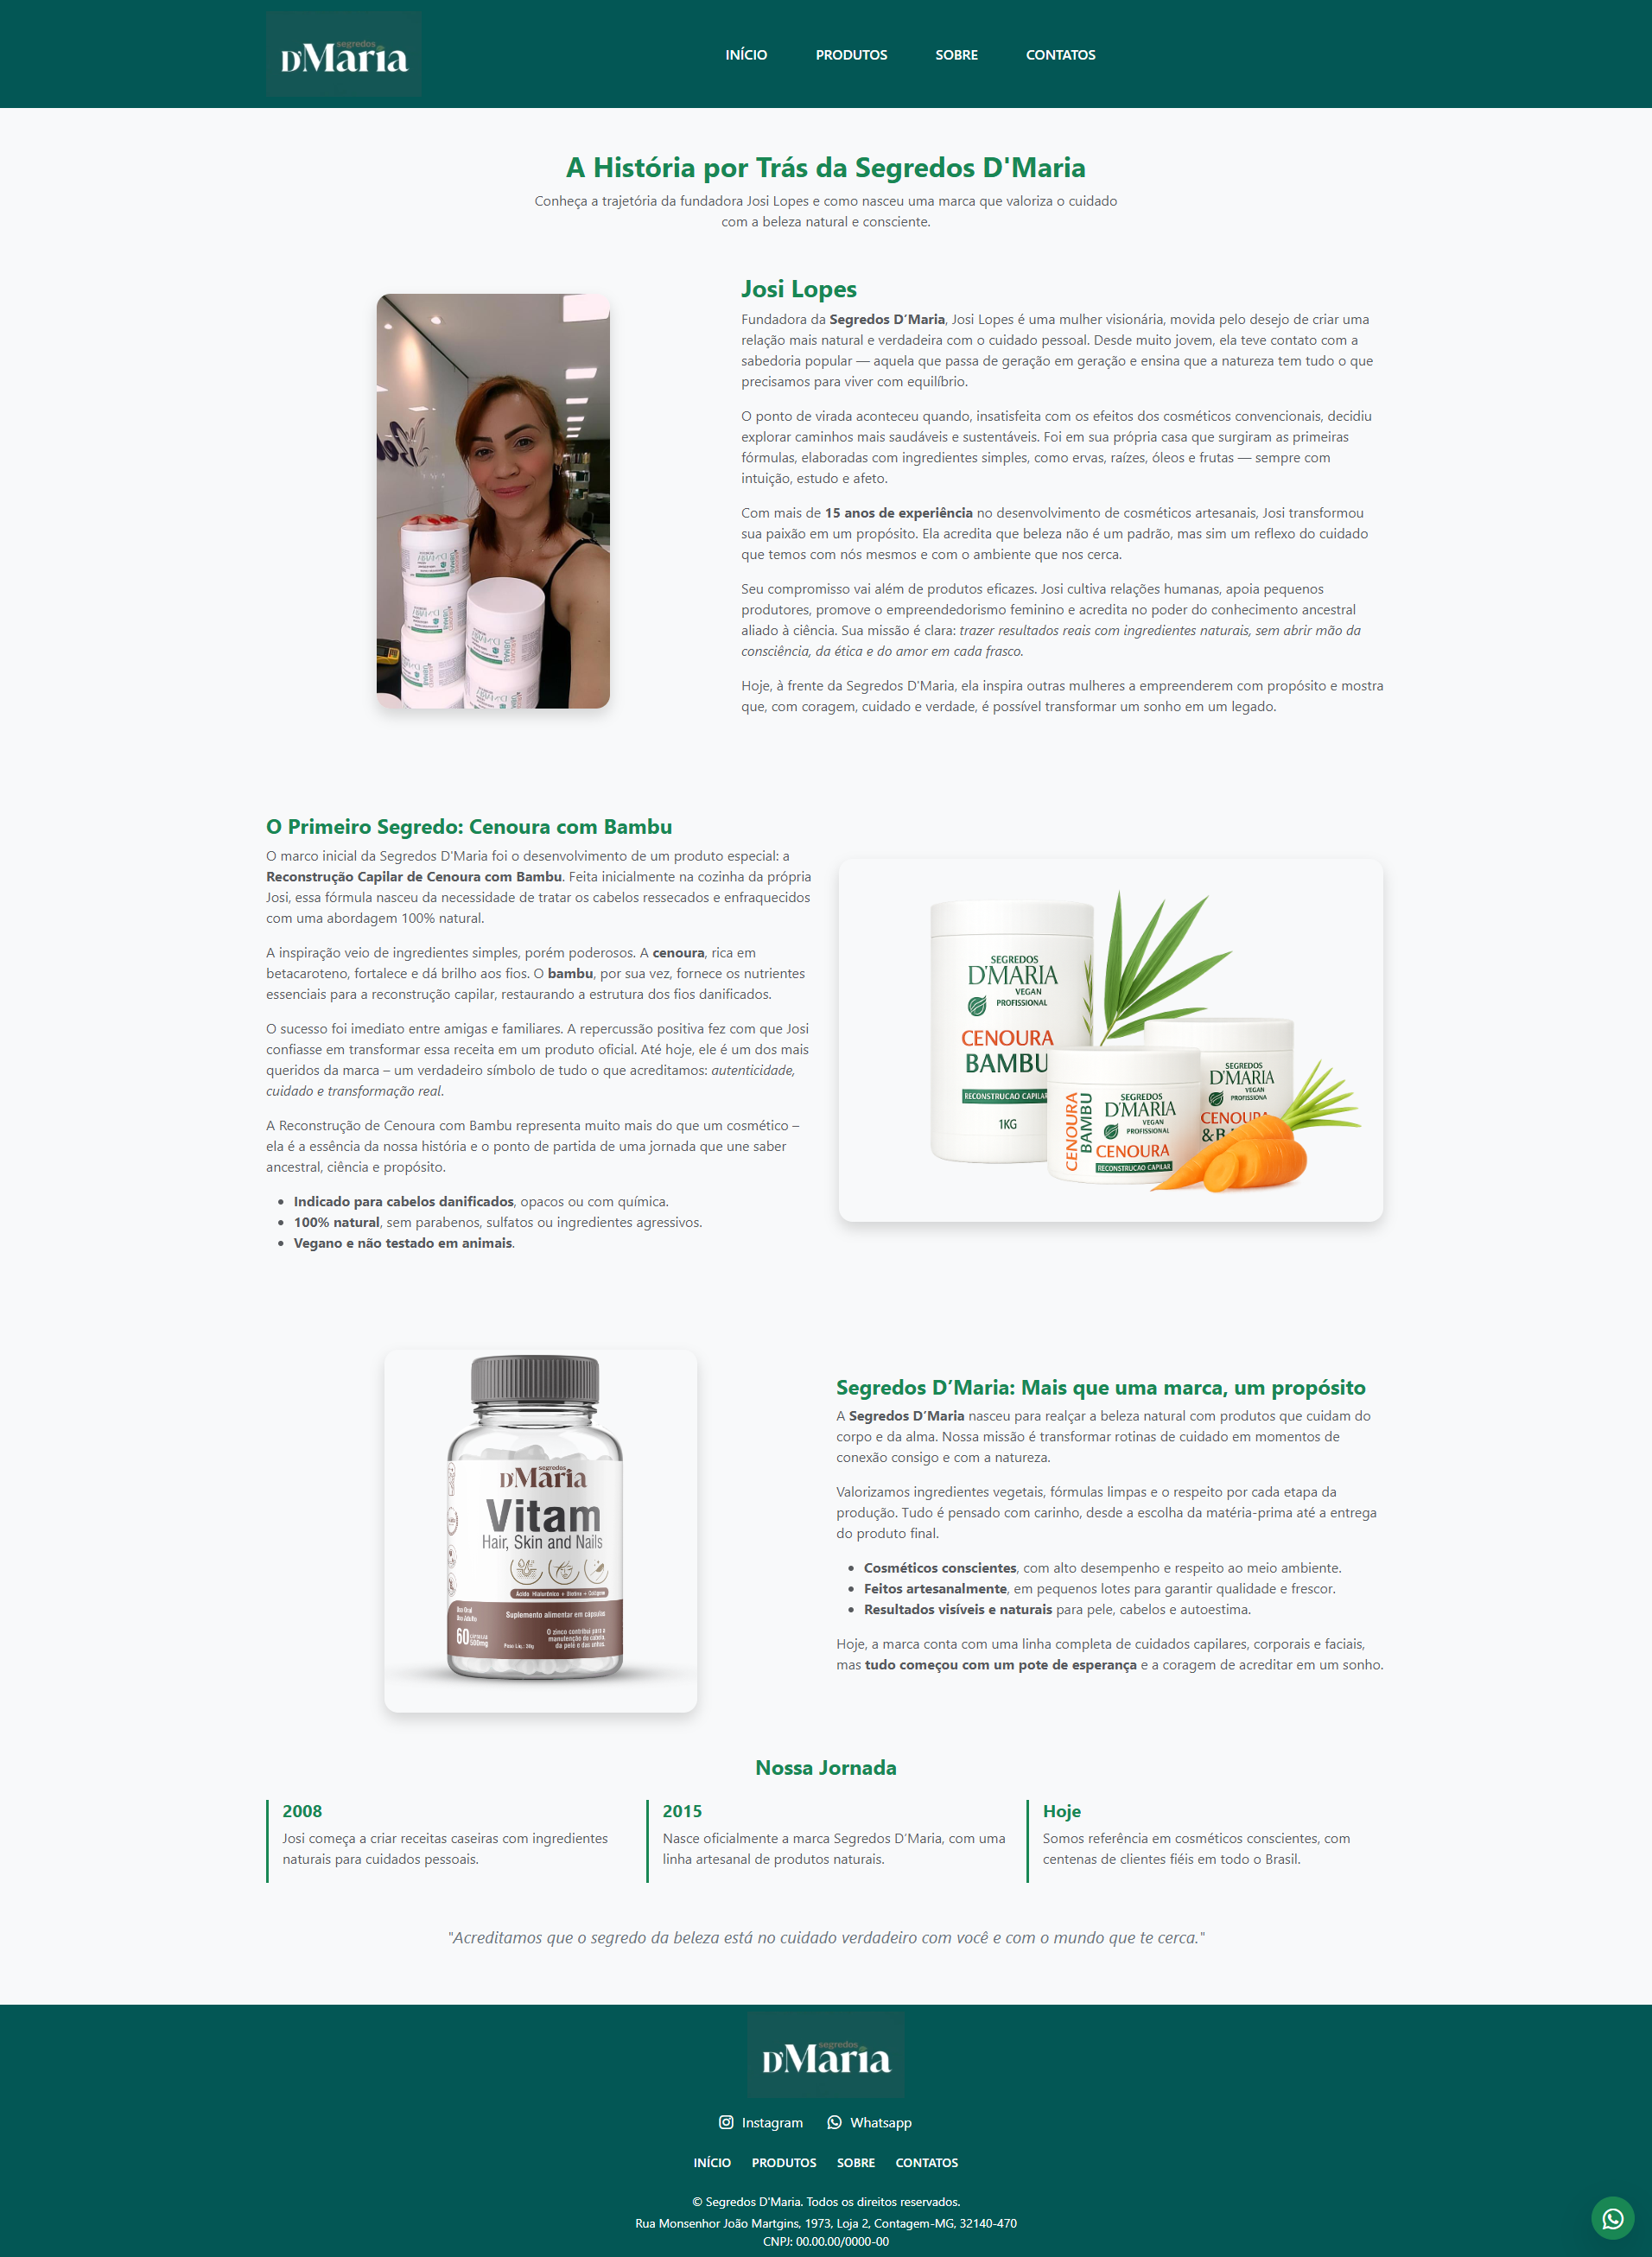 segredos
D'Maria
INÍCIO PRODUTOS SOBRE CONTATOS
A História por Trás da Segredos D'Maria
Conheça a trajetória da fundadora Josi Lopes e como nasceu uma marca que valoriza o cuidado
com a beleza natural e consciente.
Josi Lopes
Fundadora da Segredos D’Maria, Josi Lopes é uma mulher visionária, movida pelo desejo de criar uma
relação mais natural e verdadeira com o cuidado pessoal. Desde muito jovem, ela teve contato com a
sabedoria popular — aquela que passa de geração em geração e ensina que a natureza tem tudo o que
precisamos para viver com equilíbrio.
O ponto de virada aconteceu quando, insatisfeita com os efeitos dos cosméticos convencionais, decidiu
explorar caminhos mais saudáveis e sustentáveis. Foi em sua própria casa que surgiram as primeiras
fórmulas, elaboradas com ingredientes simples, como ervas, raízes, óleos e frutas — sempre com
intuição, estudo e afeto.
Com mais de 15 anos de experiência no desenvolvimento de cosméticos artesanais, Josi transformou
sua paixão em um propósito. Ela acredita que beleza não é um padrão, mas sim um reflexo do cuidado
que temos com nós mesmos e com o ambiente que nos cerca.
Seu compromisso vai além de produtos eficazes. Josi cultiva relações humanas, apoia pequenos
produtores, promove o empreendedorismo feminino e acredita no poder do conhecimento ancestral
aliado à ciência. Sua missão é clara: trazer resultados reais com ingredientes naturais, sem abrir mão da
consciência, da ética e do amor em cada frasco.
Hoje, à frente da Segredos D'Maria, ela inspira outras mulheres a empreenderem com propósito e mostra
que, com coragem, cuidado e verdade, é possível transformar um sonho em um legado.
O Primeiro Segredo: Cenoura com Bambu
O marco inicial da Segredos D'Maria foi o desenvolvimento de um produto especial: a
Reconstrução Capilar de Cenoura com Bambu. Feita inicialmente na cozinha da própria
Josi, essa fórmula nasceu da necessidade de tratar os cabelos ressecados e enfraquecidos
com uma abordagem 100% natural.
A inspiração veio de ingredientes simples, porém poderosos. A cenoura, rica em
betacaroteno, fortalece e dá brilho aos fios. O bambu, por sua vez, fornece os nutrientes
essenciais para a reconstrução capilar, restaurando a estrutura dos fios danificados.
O sucesso foi imediato entre amigas e familiares. A repercussão positiva fez com que Josi
confiasse em transformar essa receita em um produto oficial. Até hoje, ele é um dos mais
queridos da marca – um verdadeiro símbolo de tudo o que acreditamos: autenticidade,
cuidado e transformação real.
A Reconstrução de Cenoura com Bambu representa muito mais do que um cosmético –
ela é a essência da nossa história e o ponto de partida de uma jornada que une saber
ancestral, ciência e propósito.
Indicado para cabelos danificados, opacos ou com química.
100% natural, sem parabenos, sulfatos ou ingredientes agressivos.
Vegano e não testado em animais.
SEGREDOS
D'MARIA
VEGAN
PROFISSIONAL
CENOURA
BAMBU
RECONSTRUCAO CAPILAR
1KG
CENOURA
BAMBU
SEGREDOS
D'MARIA
VEGAN
PROFISSIONAL
CENOURA
RECONSTRUCAO CAPILAR
SEGREDOS
D'MARIA
VEGAN
PROFISSIONA
CENOURA
segredos
D'Maria
Vitam
Hair, Skin and Nails
Ácido Hialurônico + Biotina + Colágeno
Uso Oral
Uso Adulto
Suplemento alimentar em cápsulas
60 CÁPSULAS
500mg
Peso Líq.: 30g
O zinco contribui para a
manutenção do cabelo,
da pele e das unhas.
Segredos D’Maria: Mais que uma marca, um propósito
A Segredos D’Maria nasceu para realçar a beleza natural com produtos que cuidam do
corpo e da alma. Nossa missão é transformar rotinas de cuidado em momentos de
conexão consigo e com a natureza.
Valorizamos ingredientes vegetais, fórmulas limpas e o respeito por cada etapa da
produção. Tudo é pensado com carinho, desde a escolha da matéria-prima até a entrega
do produto final.
Cosméticos conscientes, com alto desempenho e respeito ao meio ambiente.
Feitos artesanalmente, em pequenos lotes para garantir qualidade e frescor.
Resultados visíveis e naturais para pele, cabelos e autoestima.
Hoje, a marca conta com uma linha completa de cuidados capilares, corporais e faciais,
mas tudo começou com um pote de esperança e a coragem de acreditar em um sonho.
Nossa Jornada
2008
Josi começa a criar receitas caseiras com ingredientes
naturais para cuidados pessoais.
2015
Nasce oficialmente a marca Segredos D’Maria, com uma
linha artesanal de produtos naturais.
Hoje
Somos referência em cosméticos conscientes, com
centenas de clientes fiéis em todo o Brasil.
"Acreditamos que o segredo da beleza está no cuidado verdadeiro com você e com o mundo que te cerca."
segredos
D'Maria
Instagram Whatsapp
INÍCIO PRODUTOS SOBRE CONTATOS
© Segredos D'Maria. Todos os direitos reservados.
Rua Monsenhor João Martgins, 1973, Loja 2, Contagem-MG, 32140-470
CNPJ: 00.00.00/0000-00